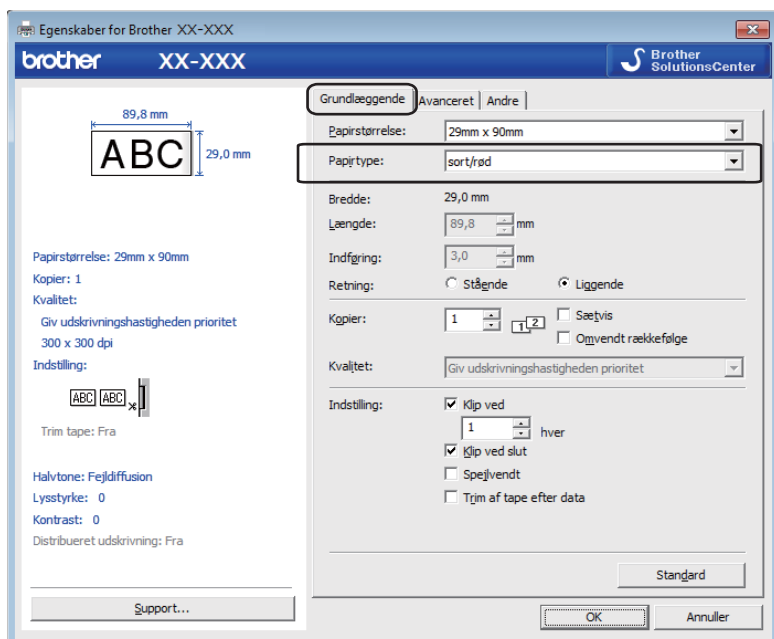 Egenskaber for Brother XX-XXX
brother XX-XXX
Brother
SolutionsCenter
89,8 mm
ABC
29,0 mm
Papirstørrelse: 29mm x 90mm
Kopier: 1
Kvalitet:
Giv udskrivningshastigheden prioritet
300 x 300 dpi
Indstilling:
ABC ABC
Trim tape: Fra
Halvtone: Fejldiffusion
Lysstyrke: 0
Kontrast: 0
Distribueret udskrivning: Fra
Support...
Grundlæggende Avanceret Andre
Papirstørrelse: 29mm x 90mm
Papirtype: sort/rød
Bredde: 29,0 mm
Længde: 89,8 mm
Indføring: 3,0 mm
Retning: Stående Liggende
Kopier: 1 1 2 Sætvis
Omvendt rækkefølge
Kvalitet: Giv udskrivningshastigheden prioritet
Indstilling: Klip ved
1 hver
Klip ved slut
Spejlvendt
Trim af tape efter data
Standard
OK Annuller